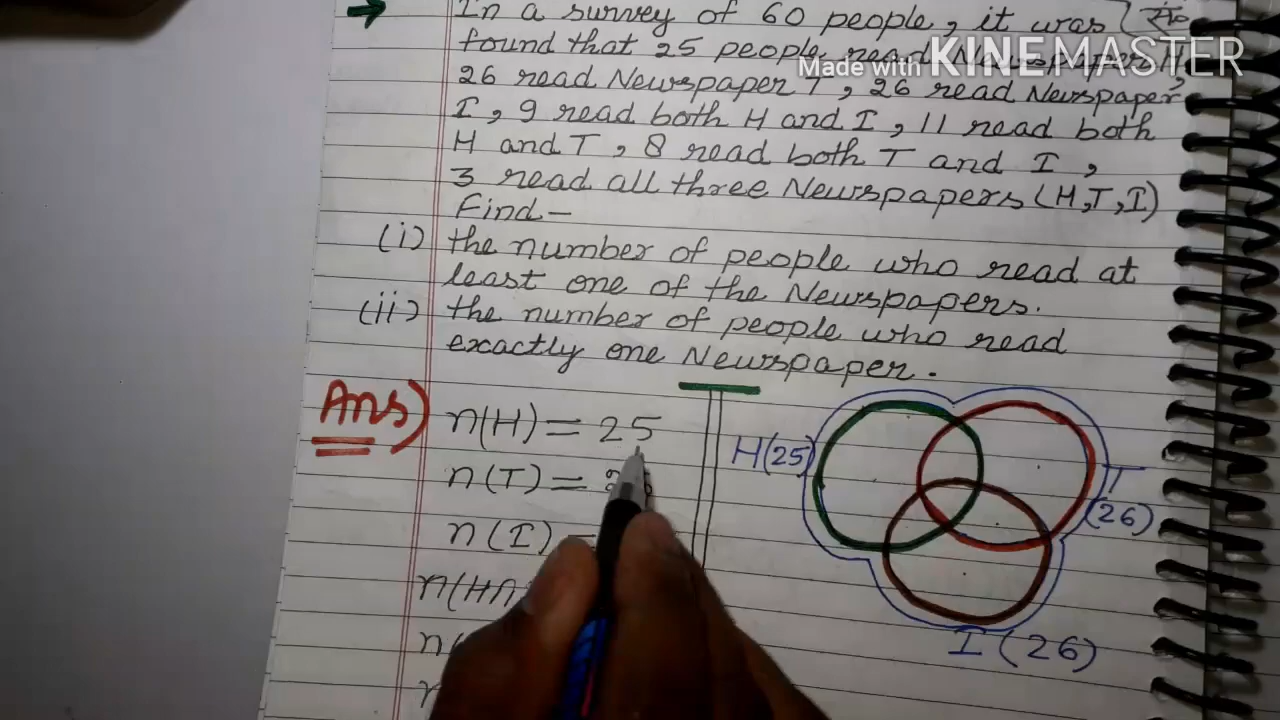 In a survey of 60 people, it was
found that 25 people read Newspaper H,
26 read Newspaper T, 26 read Newspaper
I, 9 read both H and I, 11 read both
H and T, 8 read both T and I,
3 read all three Newspapers (H,T,I)
Find-
(i) the number of people who read at
least one of the Newspapers.
(ii) the number of people who read
exactly one Newspaper.
Ans)
n(H) = 25
n(T) =
n(I) =
n(H∩
n(
H(25)
T
(26)
I(26)
Made with KINEMASTER